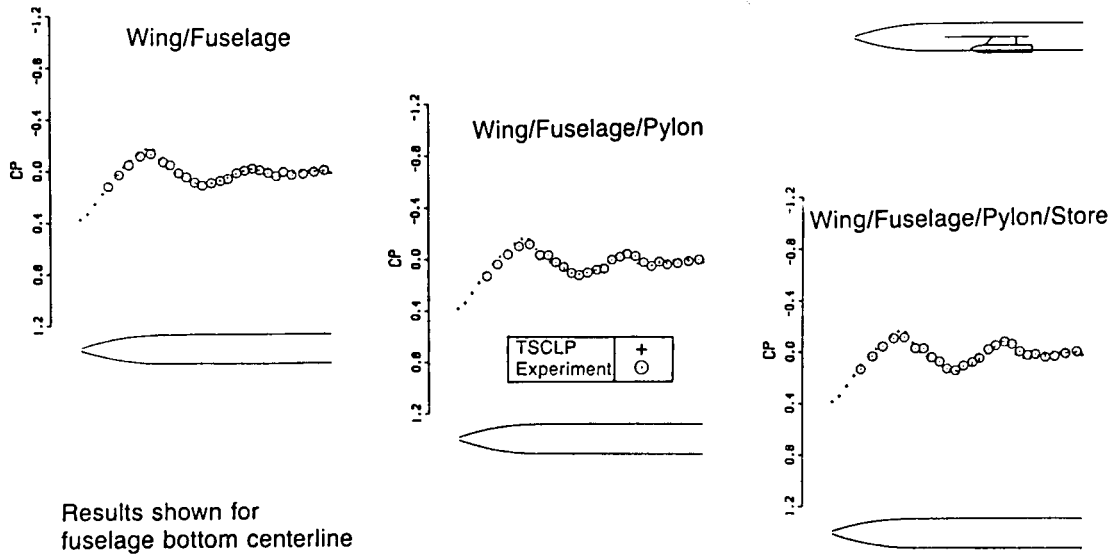 Wing/Fuselage
-1.2
-0.8
-0.4
0.0
0.4
0.8
1.2
CP
Wing/Fuselage/Pylon
-1.2
-0.8
-0.4
0.0
0.4
0.8
1.2
CP
TSCLP +
Experiment ⊙
Wing/Fuselage/Pylon/Store
-1.2
-0.8
-0.4
0.0
0.4
0.8
1.2
CP
Results shown for
fuselage bottom centerline